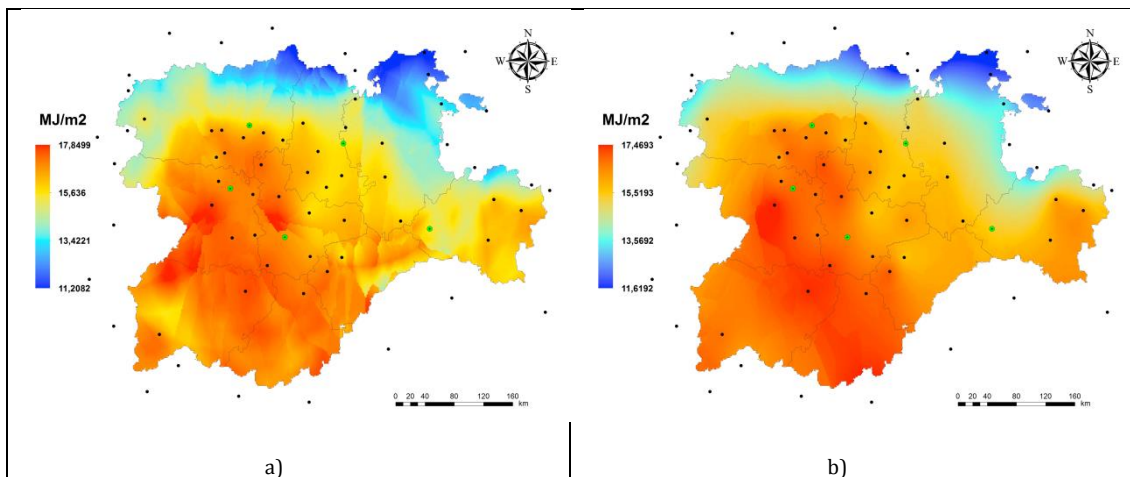 N
W E
S
MJ/m2
17,8499
15,636
13,4221
11,2082
0 20 40 80 120 160
km
a)
N
W E
S
MJ/m2
17,4693
15,5193
13,5692
11,6192
0 20 40 80 120 160
km
b)